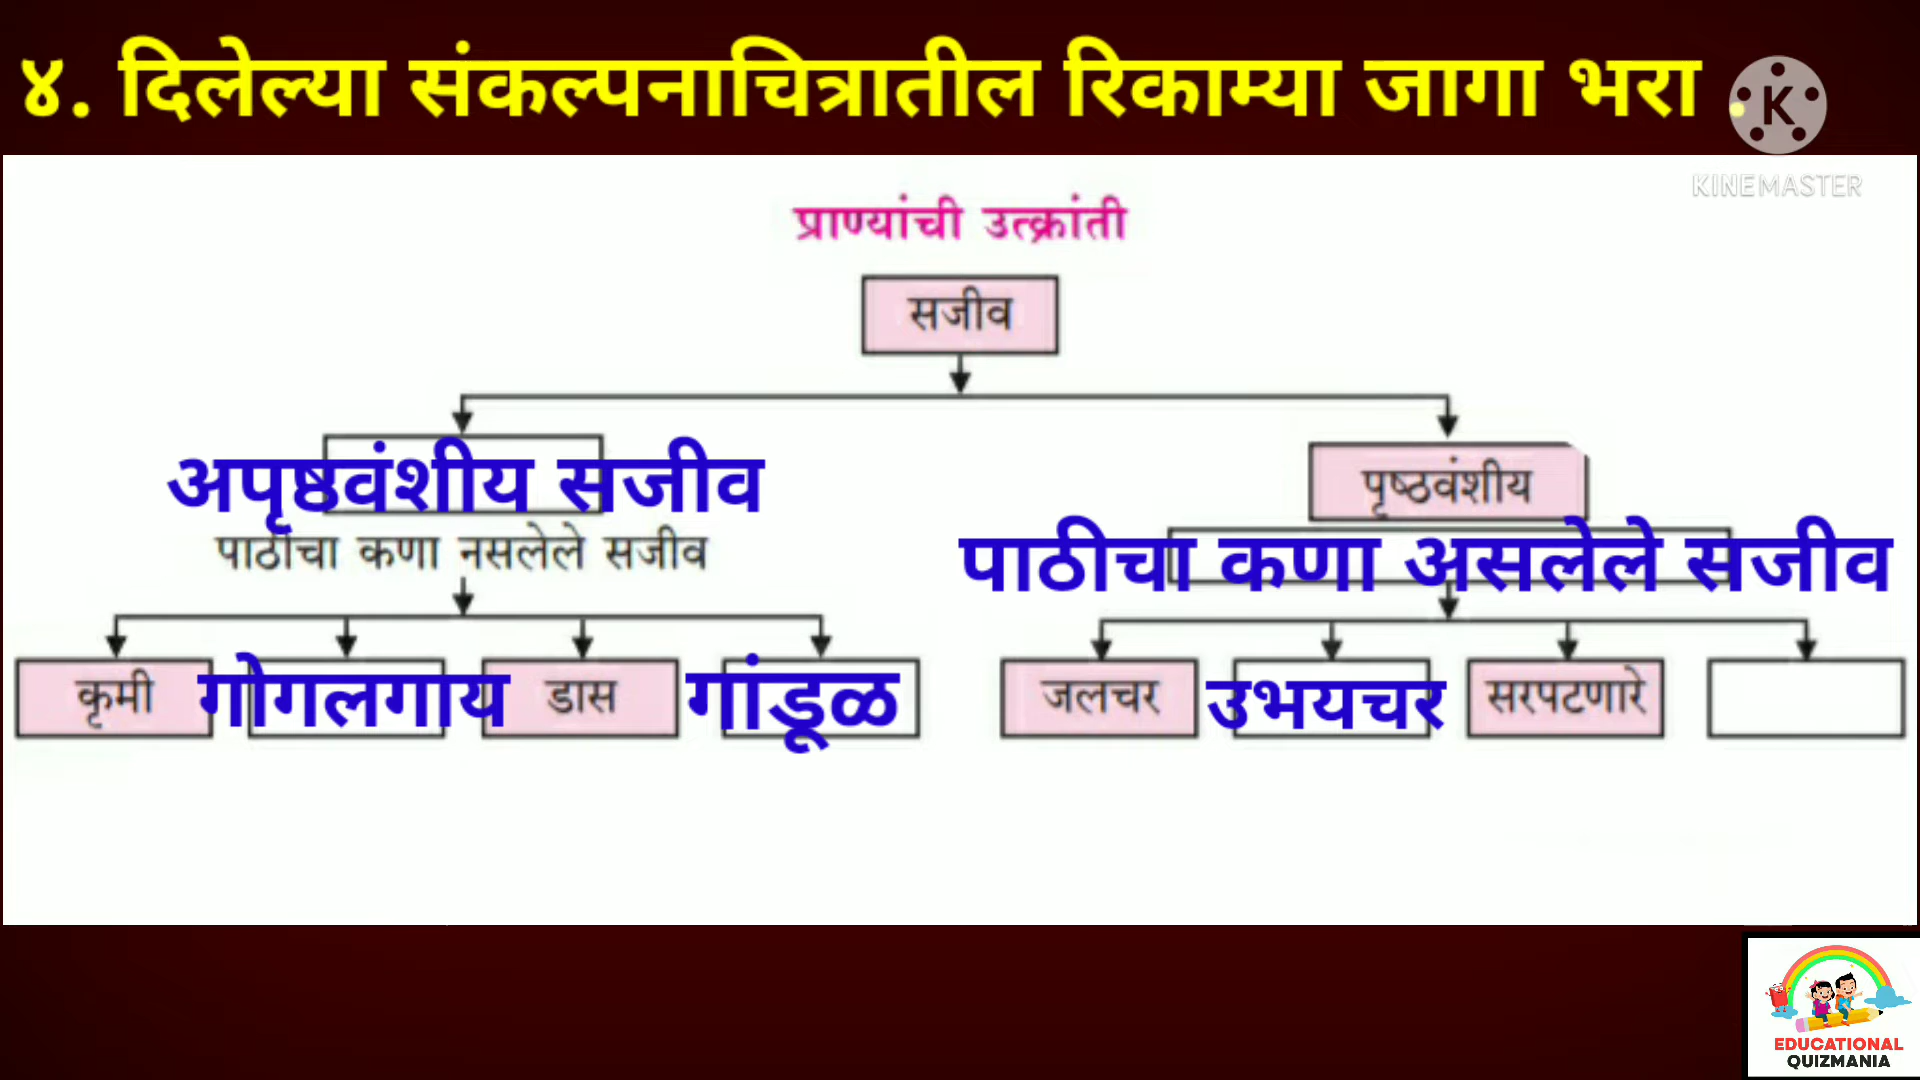 ४. दिलेल्या संकल्पनाचित्रातील रिकाम्या जागा भरा .
K
KINEMASTER
प्राण्यांची उत्क्रांती
सजीव
अपृष्ठवंशीय सजीव
पृष्ठवंशीय
पाठीचा कणा नसलेले सजीव
पाठीचा कणा असलेले सजीव
कृमी गोगलगाय डास गांडूळ जलचर उभयचर सरपटणारे
EDUCATIONAL
QUIZMANIA